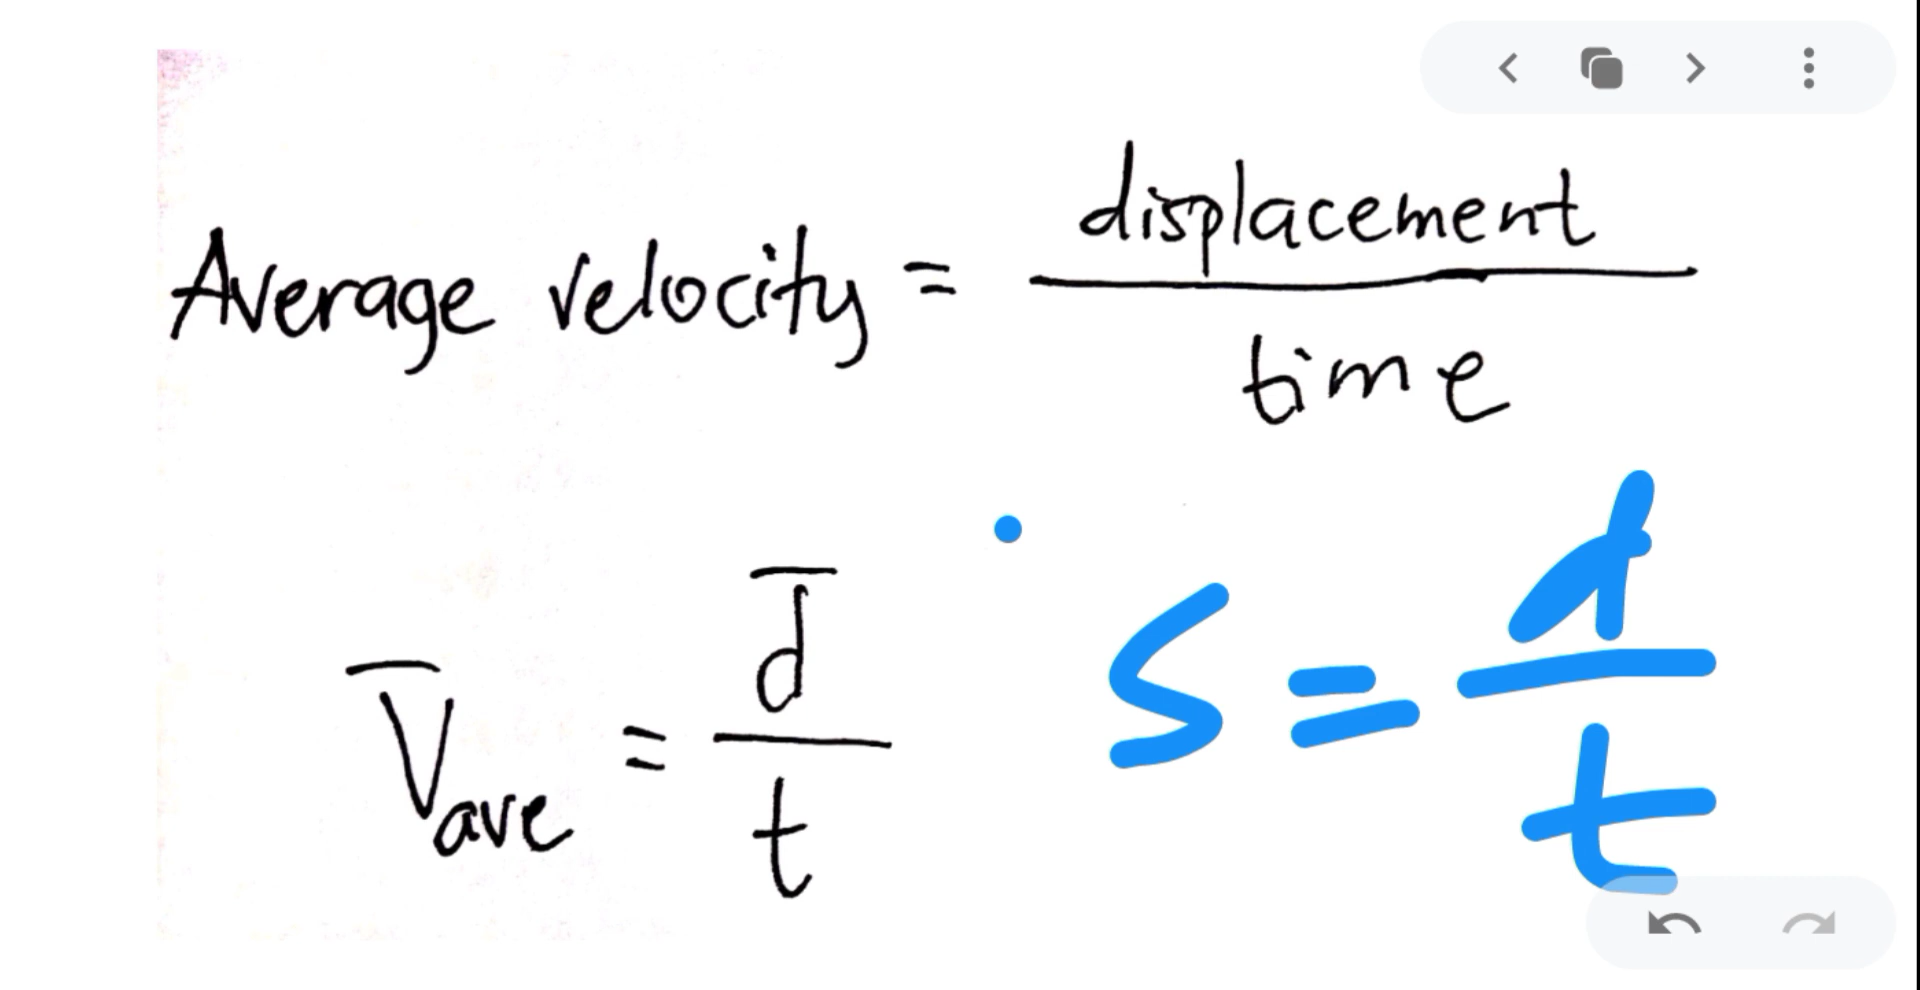 Average velocity = displacement / time
V̅ave = d̅ / t
s = d / t